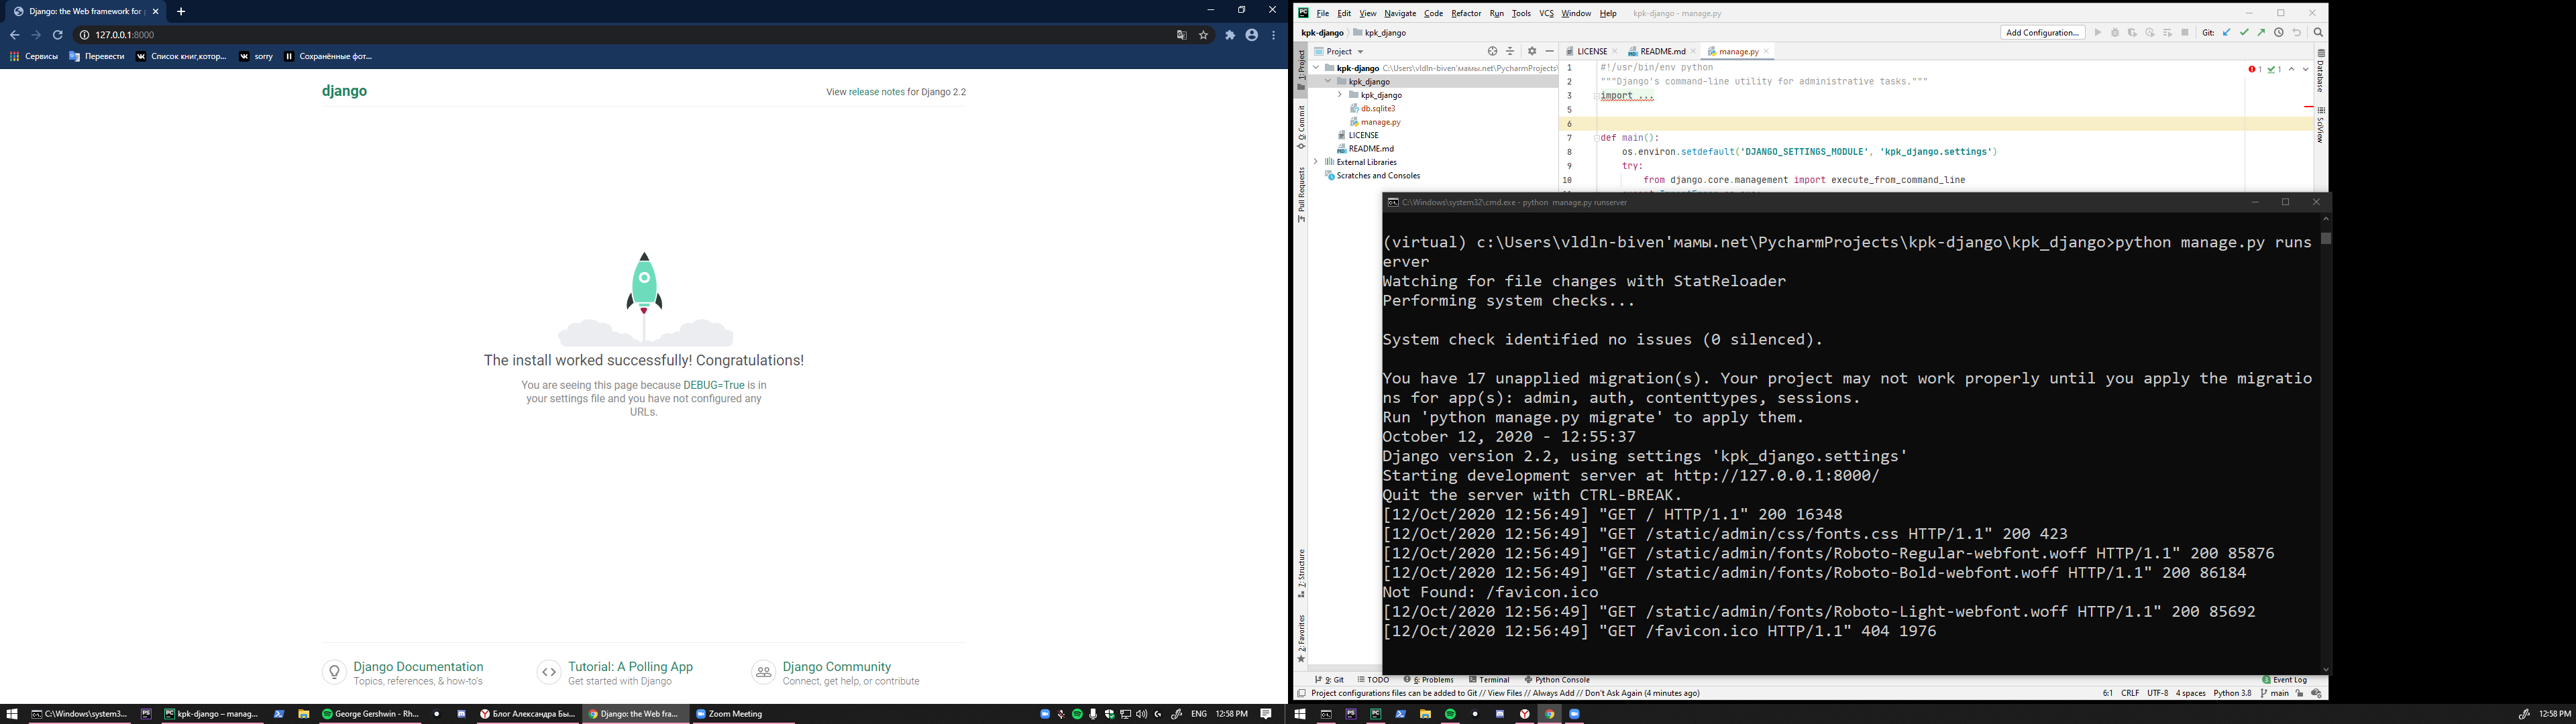 Django: the Web framework for p
127.0.0.1:8000
Сервисы
Перевести
Список книг,котор...
sorry
Сохранённые фот...
django
View release notes for Django 2.2
The install worked successfully! Congratulations!
You are seeing this page because DEBUG=True is in
your settings file and you have not configured any
URLs.
Django Documentation
Topics, references, & how-to's
Tutorial: A Polling App
Get started with Django
Django Community
Connect, get help, or contribute
C:\Windows\system3...
PS
kpk-django – manag...
George Gershwin - Rh...
Блог Александра Бы...
Django: the Web fra...
Zoom Meeting
ENG
12:58 PM
PC
File Edit View Navigate Code Refactor Run Tools VCS Window Help
kpk-django - manage.py
kpk-django
kpk_django
Add Configuration...
Git:
Project
LICENSE
README.md
manage.py
1: Project
0: Commit
Pull Requests
7: Structure
2: Favorites
Database
SciView
kpk-django C:\Users\vldln-biven'мамы.net\PycharmProjects\
kpk_django
kpk_django
db.sqlite3
manage.py
LICENSE
README.md
External Libraries
Scratches and Consoles
1 #!/usr/bin/env python
2 """Django's command-line utility for administrative tasks."""
3 import ...
5
6
7 def main():
8 os.environ.setdefault('DJANGO_SETTINGS_MODULE', 'kpk_django.settings')
9 try:
10 from django.core.management import execute_from_command_line
1 1
C:\Windows\system32\cmd.exe - python manage.py runserver
(virtual) c:\Users\vldln-biven'мамы.net\PycharmProjects\kpk-django\kpk_django>python manage.py runs
erver
Watching for file changes with StatReloader
Performing system checks...
System check identified no issues (0 silenced).
You have 17 unapplied migration(s). Your project may not work properly until you apply the migratio
ns for app(s): admin, auth, contenttypes, sessions.
Run 'python manage.py migrate' to apply them.
October 12, 2020 - 12:55:37
Django version 2.2, using settings 'kpk_django.settings'
Starting development server at http://127.0.0.1:8000/
Quit the server with CTRL-BREAK.
[12/Oct/2020 12:56:49] "GET / HTTP/1.1" 200 16348
[12/Oct/2020 12:56:49] "GET /static/admin/css/fonts.css HTTP/1.1" 200 423
[12/Oct/2020 12:56:49] "GET /static/admin/fonts/Roboto-Regular-webfont.woff HTTP/1.1" 200 85876
[12/Oct/2020 12:56:49] "GET /static/admin/fonts/Roboto-Bold-webfont.woff HTTP/1.1" 200 86184
Not Found: /favicon.ico
[12/Oct/2020 12:56:49] "GET /static/admin/fonts/Roboto-Light-webfont.woff HTTP/1.1" 200 85692
[12/Oct/2020 12:56:49] "GET /favicon.ico HTTP/1.1" 404 1976
9: Git
TODO
6: Problems
Terminal
Python Console
Event Log
Project configurations files can be added to Git // View Files // Always Add // Don't Ask Again (4 minutes ago)
6:1 CRLF UTF-8 4 spaces Python 3.8 main
12:58 PM